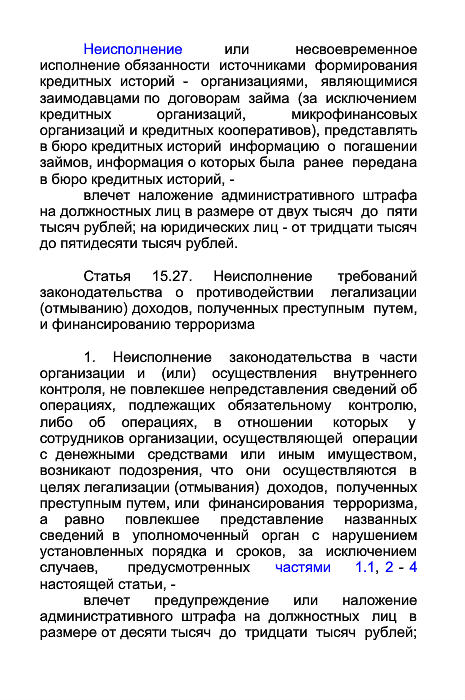 Неисполнение или несвоевременное
исполнение обязанности источниками формирования
кредитных историй - организациями, являющимися
заимодавцами по договорам займа (за исключением
кредитных организаций, микрофинансовых
организаций и кредитных кооперативов), представлять
в бюро кредитных историй информацию о погашении
займов, информация о которых была ранее передана
в бюро кредитных историй, -
влечет наложение административного штрафа
на должностных лиц в размере от двух тысяч до пяти
тысяч рублей; на юридических лиц - от тридцати тысяч
до пятидесяти тысяч рублей.
Статья 15.27. Неисполнение требований
законодательства о противодействии легализации
(отмыванию) доходов, полученных преступным путем,
и финансированию терроризма
1. Неисполнение законодательства в части
организации и (или) осуществления внутреннего
контроля, не повлекшее непредставления сведений об
операциях, подлежащих обязательному контролю,
либо об операциях, в отношении которых у
сотрудников организации, осуществляющей операции
с денежными средствами или иным имуществом,
возникают подозрения, что они осуществляются в
целях легализации (отмывания) доходов, полученных
преступным путем, или финансирования терроризма,
а равно повлекшее представление названных
сведений в уполномоченный орган с нарушением
установленных порядка и сроков, за исключением
случаев, предусмотренных частями 1.1, 2 - 4
настоящей статьи, -
влечет предупреждение или наложение
административного штрафа на должностных лиц в
размере от десяти тысяч до тридцати тысяч рублей;